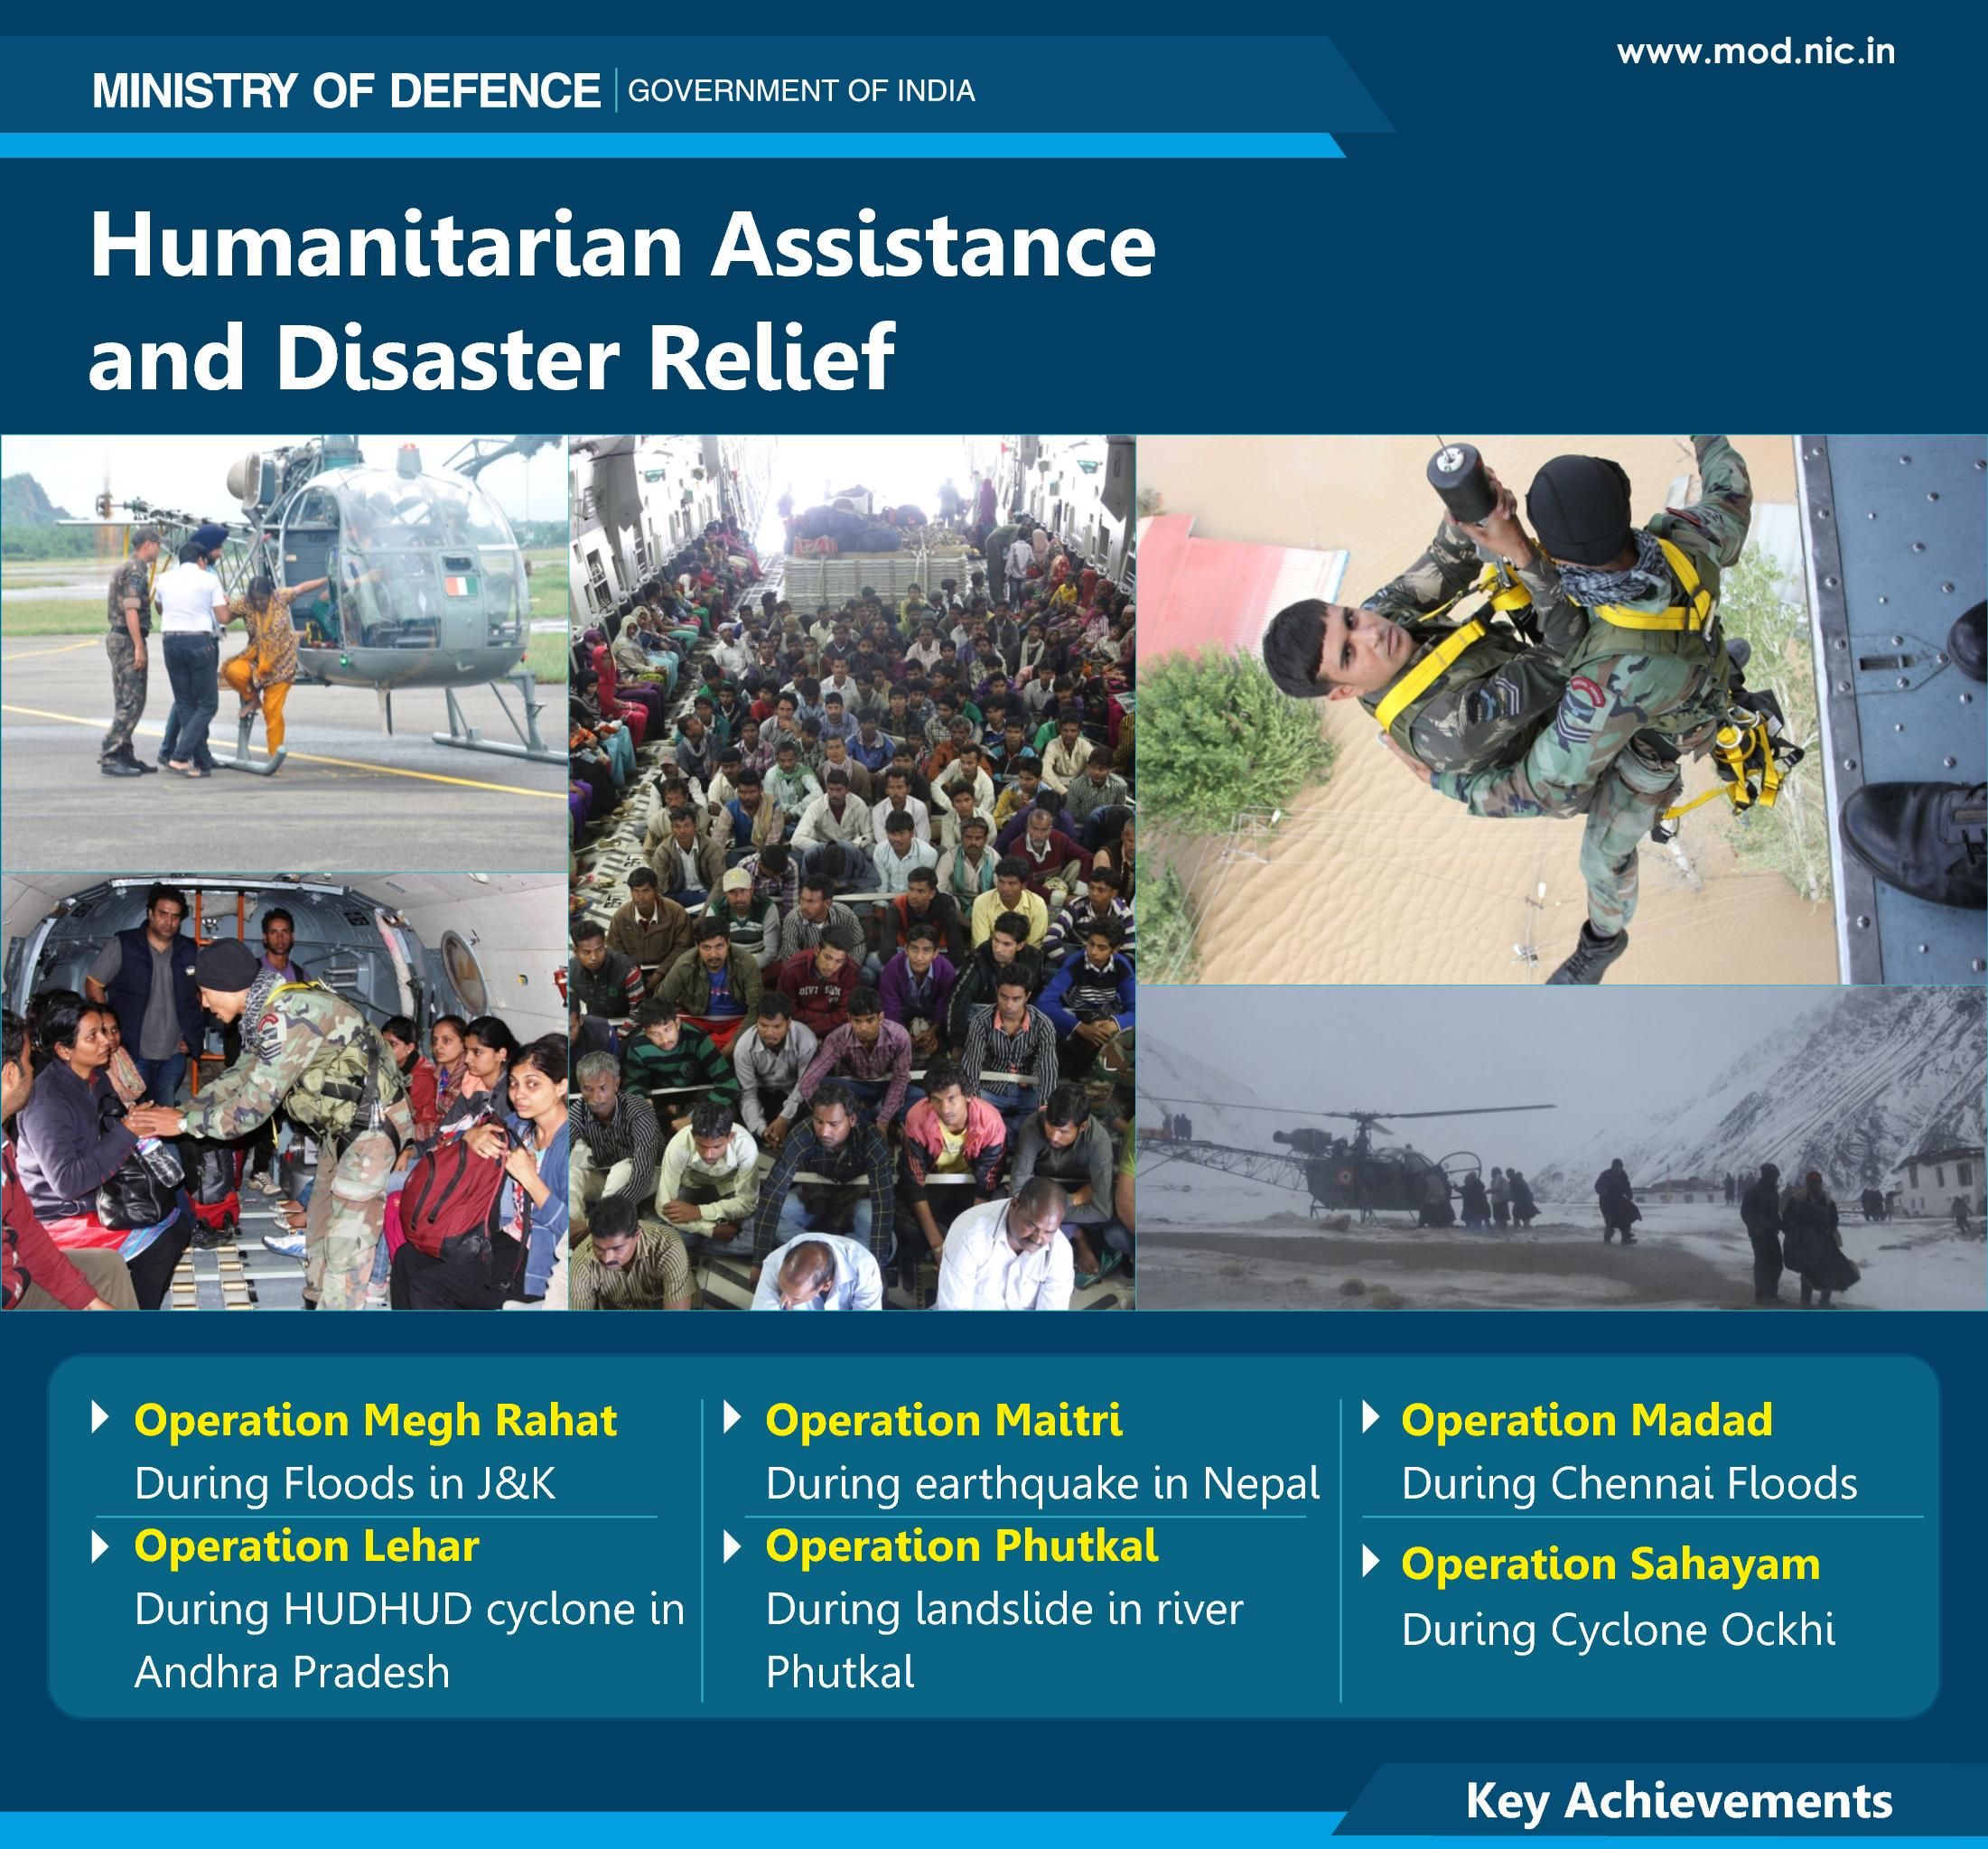 www.mod.nic.in
MINISTRY OF DEFENCE | GOVERNMENT OF INDIA
Humanitarian Assistance
and Disaster Relief
Operation Megh Rahat
During Floods in J&K
Operation Lehar
During HUDHUD cyclone in
Andhra Pradesh
Operation Maitri
During earthquake in Nepal
Operation Phutkal
During landslide in river
Phutkal
Operation Madad
During Chennai Floods
Operation Sahayam
During Cyclone Ockhi
Key Achievements